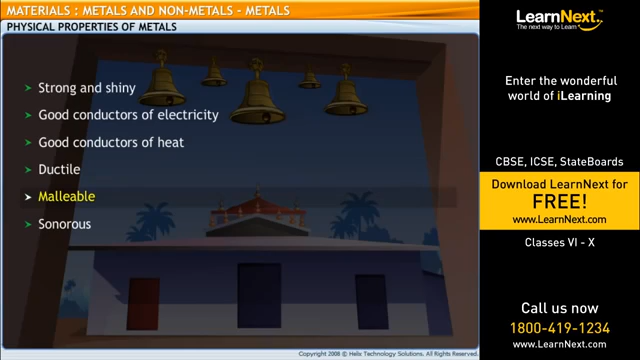 MATERIALS : METALS AND NON-METALS - METALS
PHYSICAL PROPERTIES OF METALS
Strong and shiny
Good conductors of electricity
Good conductors of heat
Ductile
Malleable
Sonorous
Copyright 2008 © Helix Technology Solutions. All Rights Reserved.
LearnNext.
The next way to Learn
Enter the wonderful
world of iLearning
CBSE, ICSE, StateBoards
Download LearnNext for
FREE!
www.LearnNext.com
Classes VI - X
Call us now
1800-419-1234
www.LearnNext.com